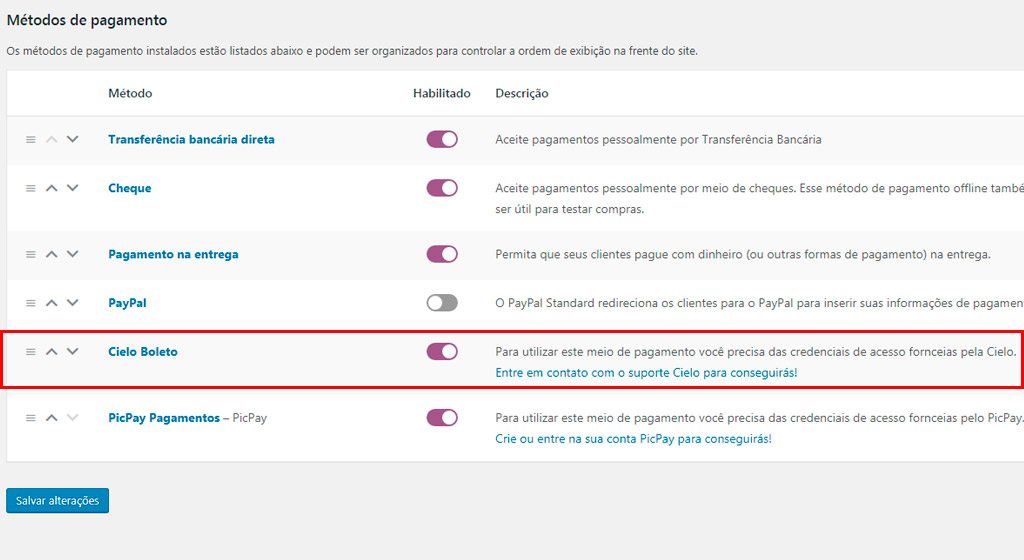 Métodos de pagamento
Os métodos de pagamento instalados estão listados abaixo e podem ser organizados para controlar a ordem de exibição na frente do site.
Método Habilitado Descrição
Transferência bancária direta Aceite pagamentos pessoalmente por Transferência Bancária
Cheque Aceite pagamentos pessoalmente por meio de cheques. Esse método de pagamento offline també
ser útil para testar compras.
Pagamento na entrega Permita que seus clientes pague com dinheiro (ou outras formas de pagamento) na entrega.
PayPal O PayPal Standard redireciona os clientes para o PayPal para inserir suas informações de pagamen
Cielo Boleto Para utilizar este meio de pagamento você precisa das credenciais de acesso fornceias pela Cielo.
Entre em contato com o suporte Cielo para conseguirás!
PicPay Pagamentos – PicPay Para utilizar este meio de pagamento você precisa das credenciais de acesso fornceias pelo PicPay.
Crie ou entre na sua conta PicPay para conseguirás!
Salvar alterações